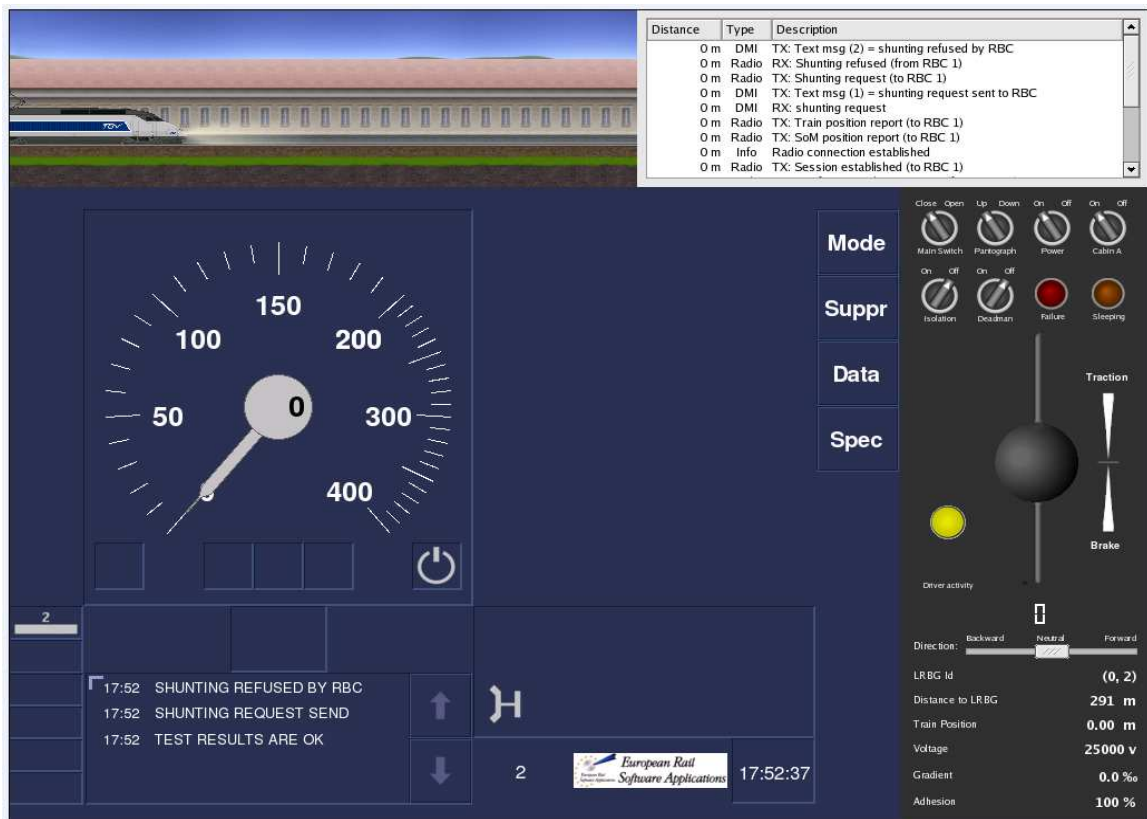 Distance Type Description
0 m DMI TX: Text msg (2) = shunting refused by RBC
0 m Radio RX: Shunting refused (from RBC 1)
0 m Radio TX: Shunting request (to RBC 1)
0 m DMI TX: Text msg (1) = shunting request sent to RBC
0 m DMI RX: shunting request
0 m Radio TX: Train position report (to RBC 1)
0 m Radio TX: SoM position report (to RBC 1)
0 m Info Radio connection established
0 m Radio TX: Session established (to RBC 1)
TGV
Mode
Suppr
Data
Spec
150
100 200
50 0 300
0 400
Close Open Up Down On Off On Off
Main Switch Pantograph Power Cabin A
On Off On Off
Isolation Deadman Failure Sleeping
Traction
Brake
Driver activity
0
Direction: Backward Neutral Forward
LRBG Id (0, 2)
Distance to LRBG 291 m
Train Position 0.00 m
Voltage 25000 v
Gradient 0.0 ‰
Adhesion 100 %
2
17:52 SHUNTING REFUSED BY RBC
17:52 SHUNTING REQUEST SEND
17:52 TEST RESULTS ARE OK
2
European Rail
Software Applications
17:52:37